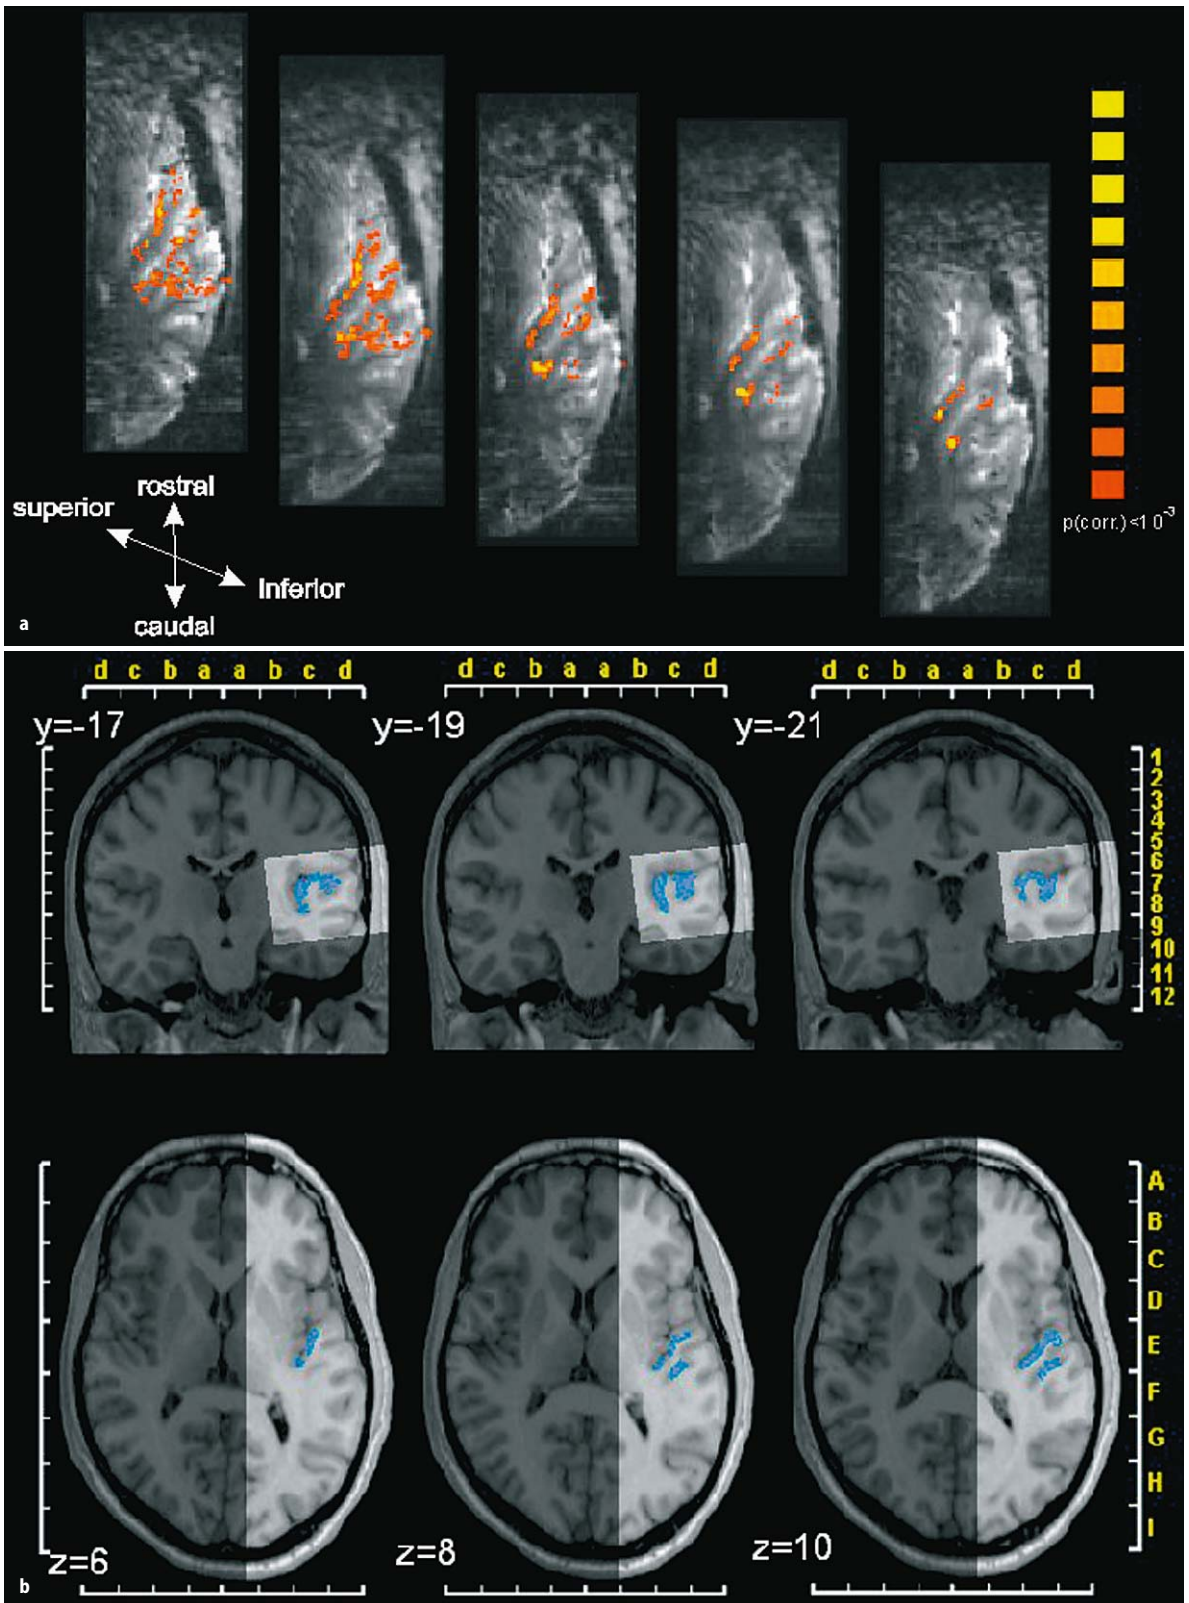 rostral
superior
Inferior
caudal
p(corr.)<10⁻³
a
d c b a a b c d
d c b a a b c d
d c b a a b c d
y=-17
y=-19
y=-21
1
2
3
4
5
6
7
8
9
10
11
12
A
B
C
D
E
F
G
H
I
z=6
z=8
z=10
b